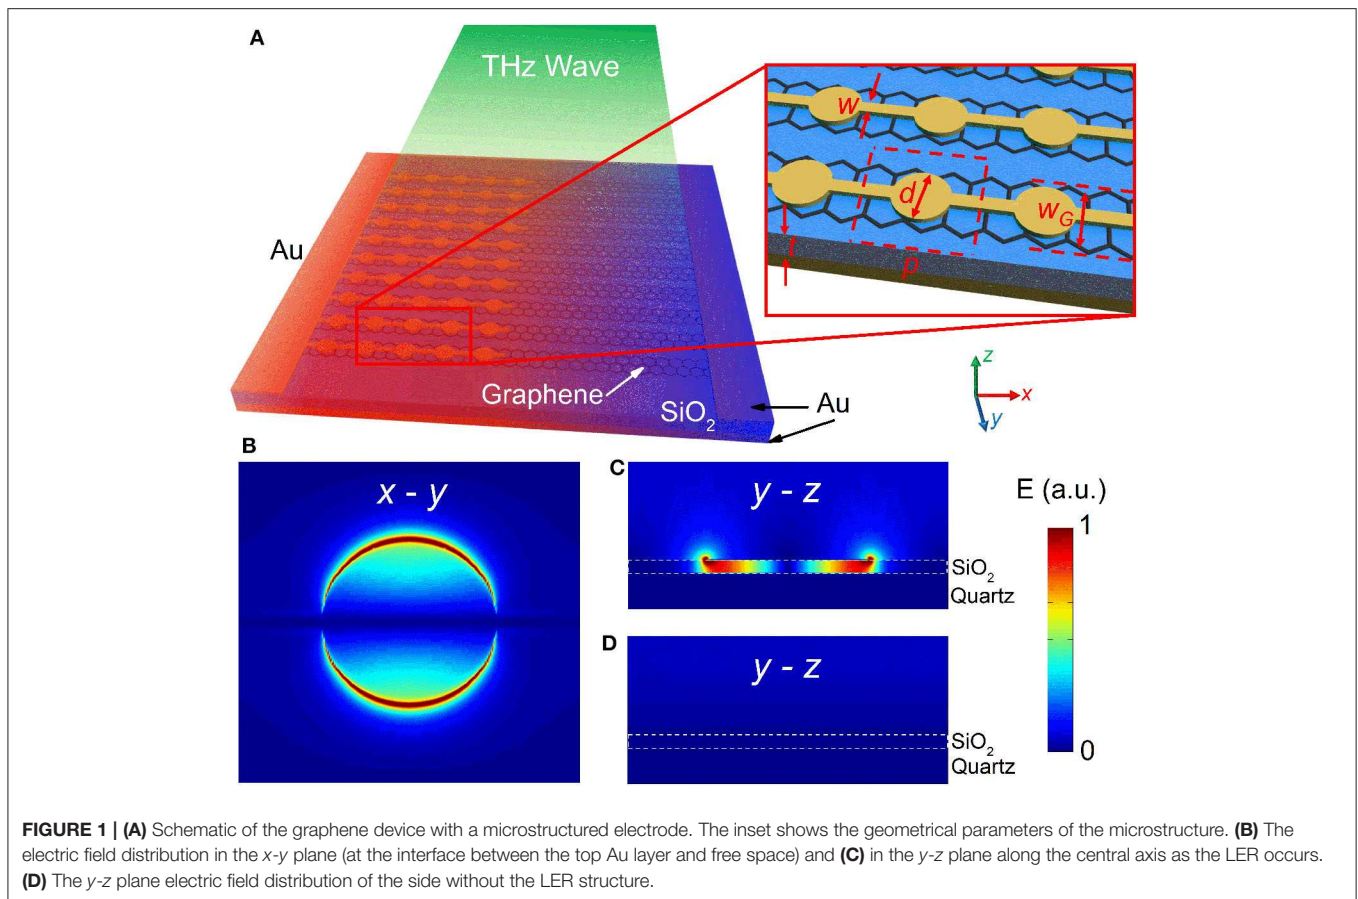 A
THz Wave
w
d
w_G
t
p
Au
Graphene
SiO₂
Au
z
x
y
B
x - y
C
y - z
SiO₂
Quartz
D
y - z
SiO₂
Quartz
E (a.u.)
1
0
FIGURE 1 | (A) Schematic of the graphene device with a microstructured electrode. The inset shows the geometrical parameters of the microstructure. (B) The
electric field distribution in the x-y plane (at the interface between the top Au layer and free space) and (C) in the y-z plane along the central axis as the LER occurs.
(D) The y-z plane electric field distribution of the side without the LER structure.